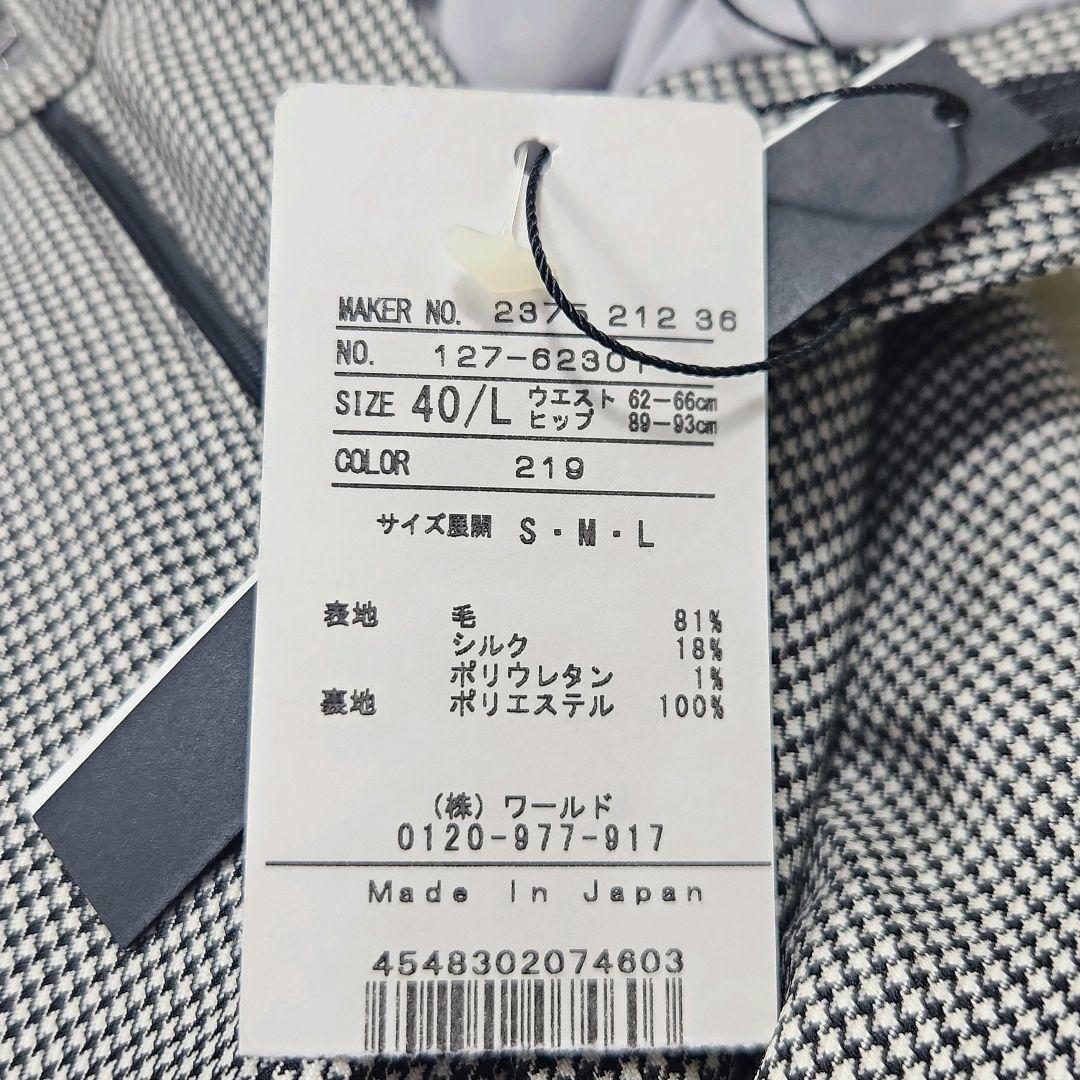 MAKER NO. 2375 212 36
NO. 127-62301
SIZE 40/L ウエスト 62-66cm
ヒップ 89-93cm
COLOR 219
サイズ展開 S・M・L
表地 毛 81%
シルク 18%
ポリウレタン 1%
裏地 ポリエステル 100%
(株)ワールド
0120-977-917
Made In Japan
4548302074603